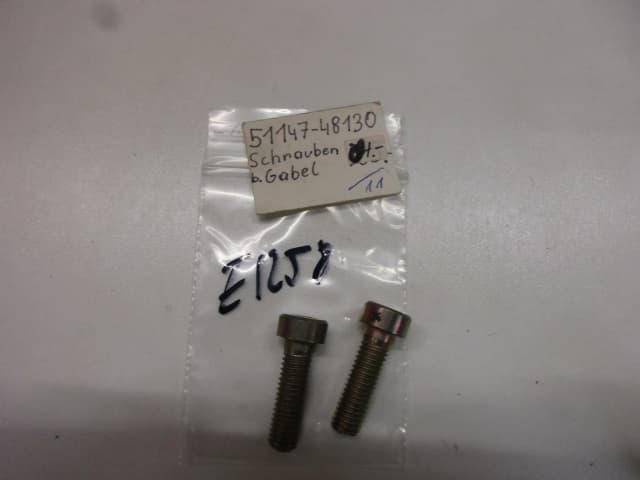 51147-48130
Schrauben
b. Gabel
11
E1258